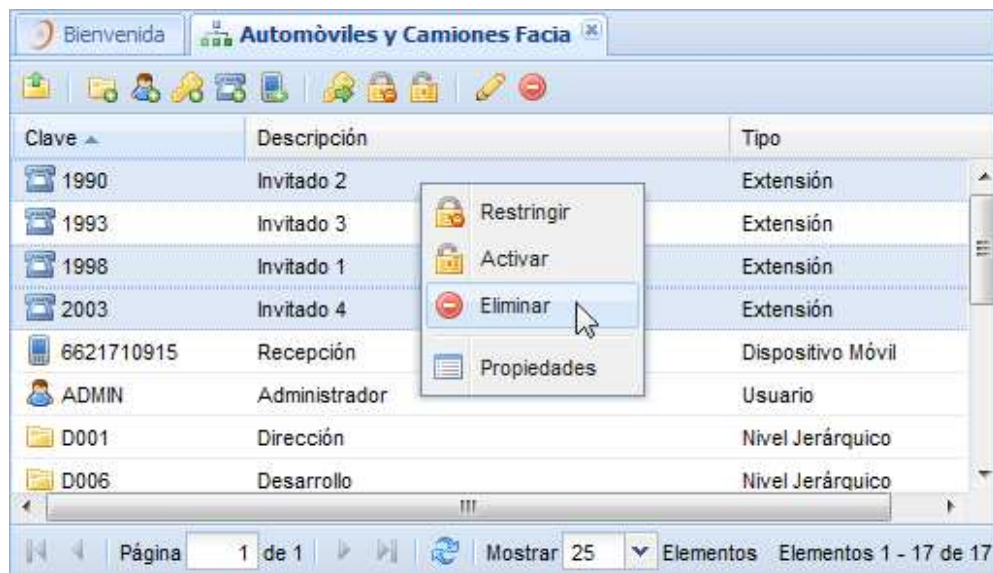 Bienvenida Automòviles y Camiones Facia
Clave Descripción Tipo
1990 Invitado 2 Extensión
1993 Invitado 3 Extensión
1998 Invitado 1 Extensión
2003 Invitado 4 Extensión
6621710915 Recepción Dispositivo Móvil
ADMIN Administrador Usuario
D001 Dirección Nivel Jerárquico
D006 Desarrollo Nivel Jerárquico
Restringir
Activar
Eliminar
Propiedades
Página 1 de 1 Mostrar 25 Elementos Elementos 1 - 17 de 17